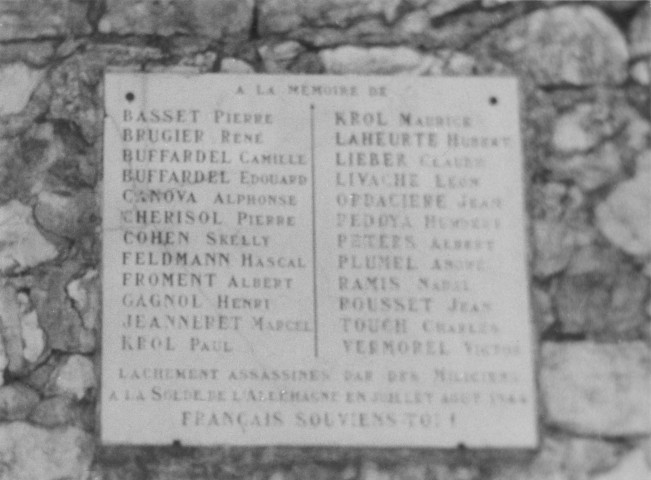 A LA MÉMOIRE DE
BASSET PIERRE
BRUGIER RENÉ
BUFFARDEL CAMILLE
BUFFARDEL EDOUARD
CANOVA ALPHONSE
CHERISOL PIERRE
COHEN SKELLY
FELDMANN HASCAL
FROMENT ALBERT
GAGNOL HENRI
JEANNERET MARCEL
KROL PAUL
KROL MAURICE
LAHEURTE HUBERT
LIEBER CLAUDE
LIVACHE LÉON
ORDACIERE JEAN
PEDOYA
PETERS ALBERT
PLUMEL ANDRÉ
RAMIS NADAL
ROUSSET JEAN
TOUCH CHARLES
VERMOREL VICTOR
LACHEMENT ASSASSINÉS PAR DES MILICIENS
A LA SOLDE DE L'ALLEMAGNE EN JUILLET AOUT 1944
FRANÇAIS SOUVIENS-TOI !